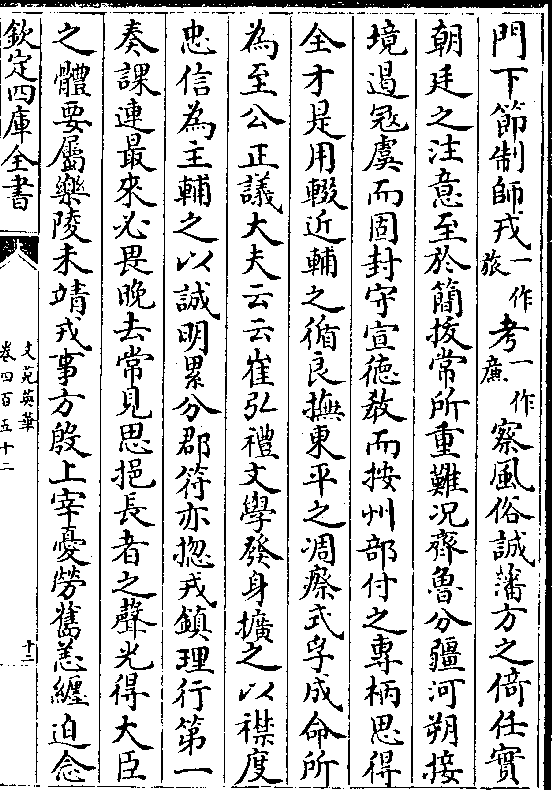 門下節制師戎一作旅考一作廉察風俗誠藩方之倚任實
朝廷之注意至於簡拔常所重難況齊魯分疆河朔接
境遏冦虞而固封守宣德敎而按州部付之專柄思得
全才是用輟近輔之循良撫東平之凋瘵式孚成命所
為至公正議大夫云云崔弘禮文學發身擴之以襟度
忠信為主輔之以誠明累分郡符亦揔戎鎮理行第一
奏課連最來必畏晚去常見思挹長者之聲光得大臣
之體要屬樂陵未靖戎事方殷上宰憂勞舊恙纏迫念
欽定四庫全書
文苑英華
卷四百五十二
十二